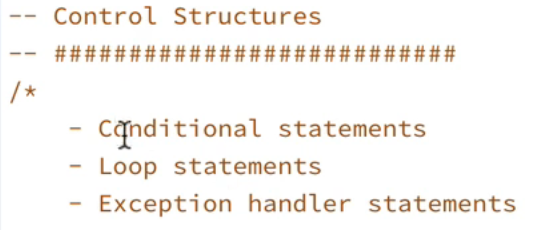 -- Control Structures
-- ###########################
/*
- Conditional statements
- Loop statements
- Exception handler statements